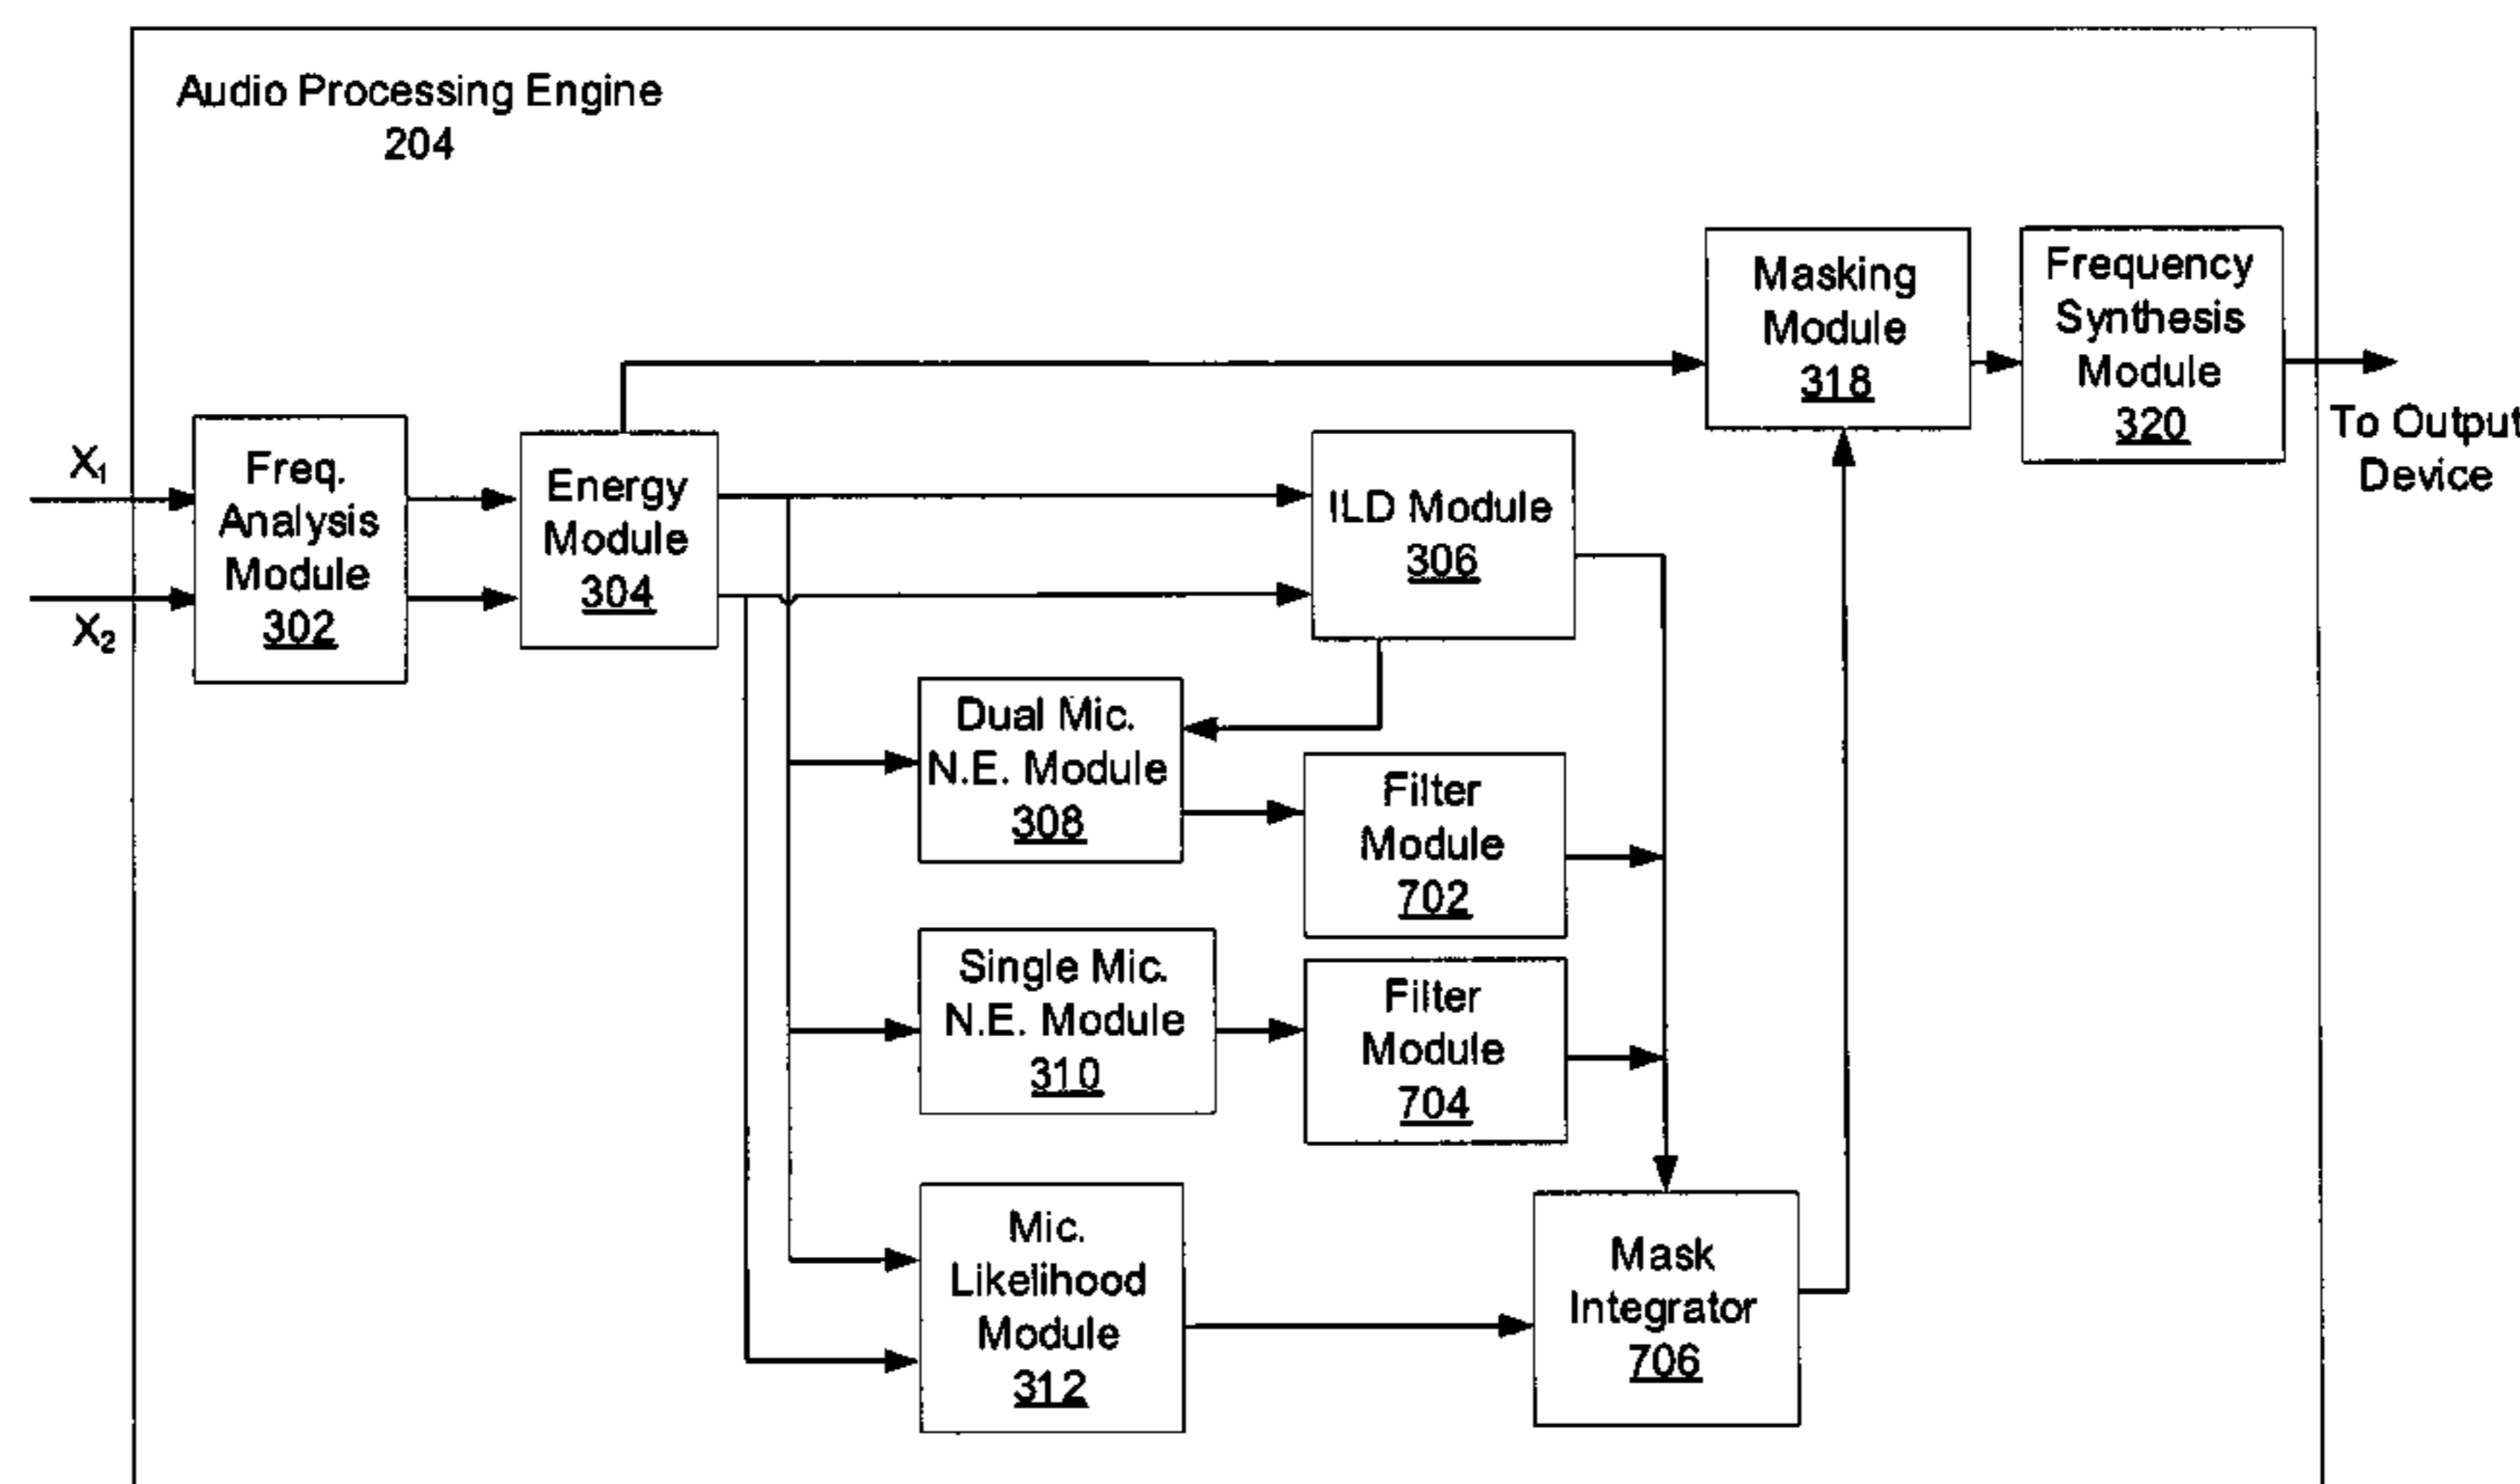 Audio Processing Engine
204
X1
X2
Freq.
Analysis
Module
302
Energy
Module
304
ILD Module
306
Masking
Module
318
Frequency
Synthesis
Module
320
To Output
Device
Dual Mic.
N.E. Module
308
Filter
Module
702
Single Mic.
N.E. Module
310
Filter
Module
704
Mic.
Likelihood
Module
312
Mask
Integrator
706